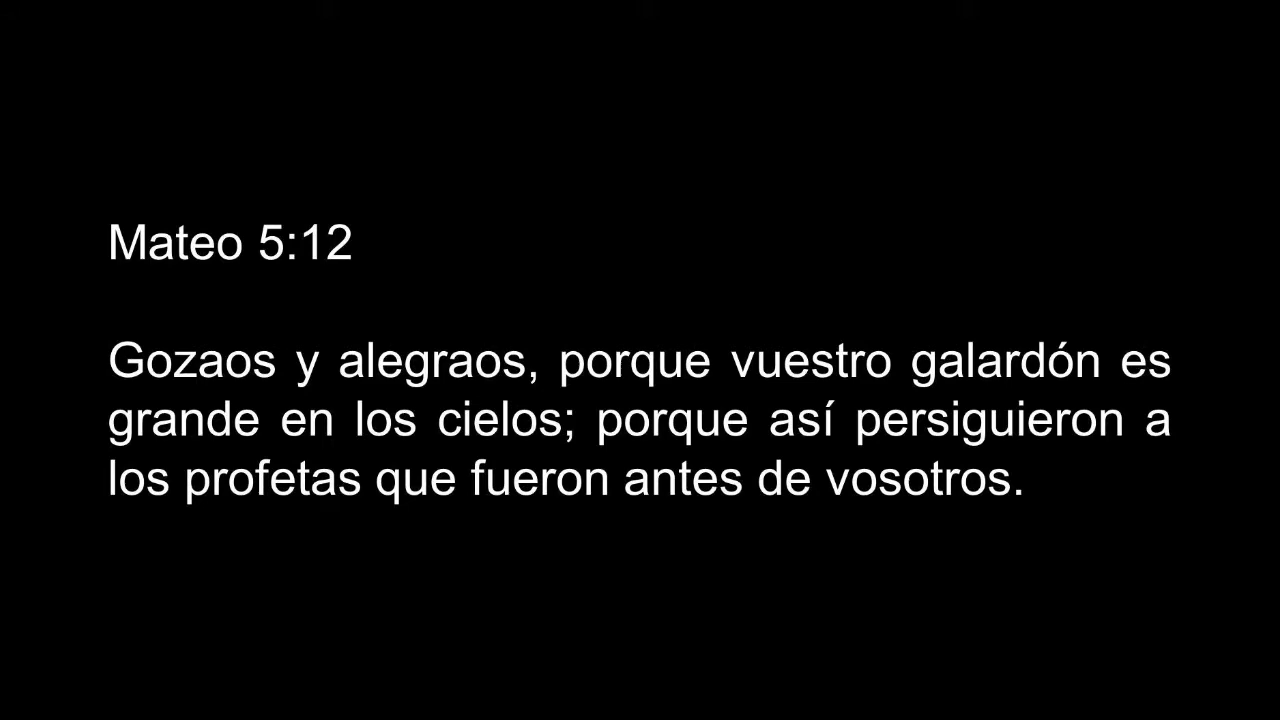 Mateo 5:12
Gozaos y alegraos, porque vuestro galardón es
grande en los cielos; porque así persiguieron a
los profetas que fueron antes de vosotros.